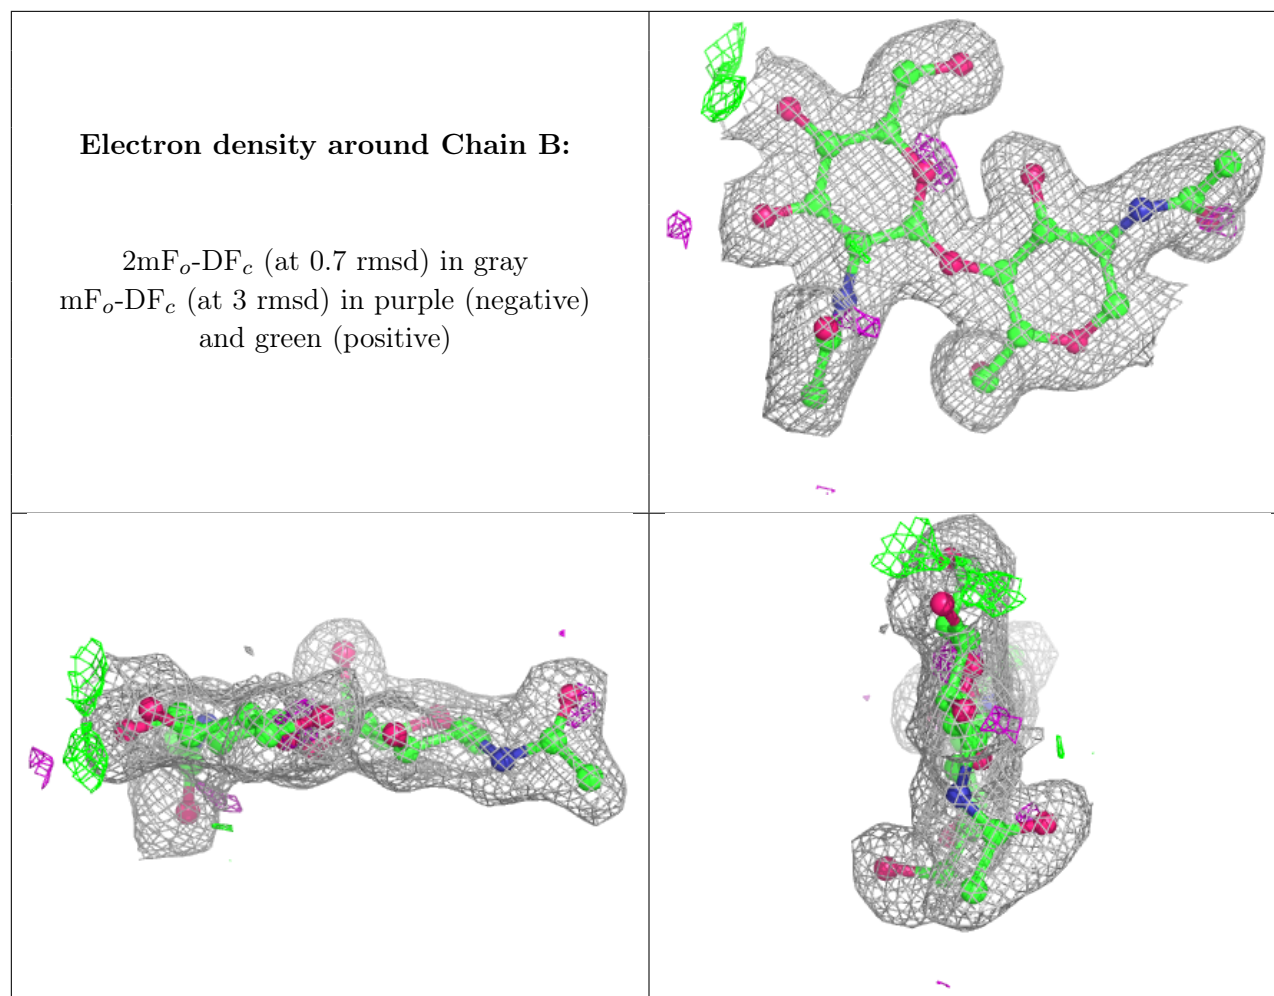 Electron density around Chain B:
2mFₒ-DF𝒸 (at 0.7 rmsd) in gray
mFₒ-DF𝒸 (at 3 rmsd) in purple (negative)
and green (positive)